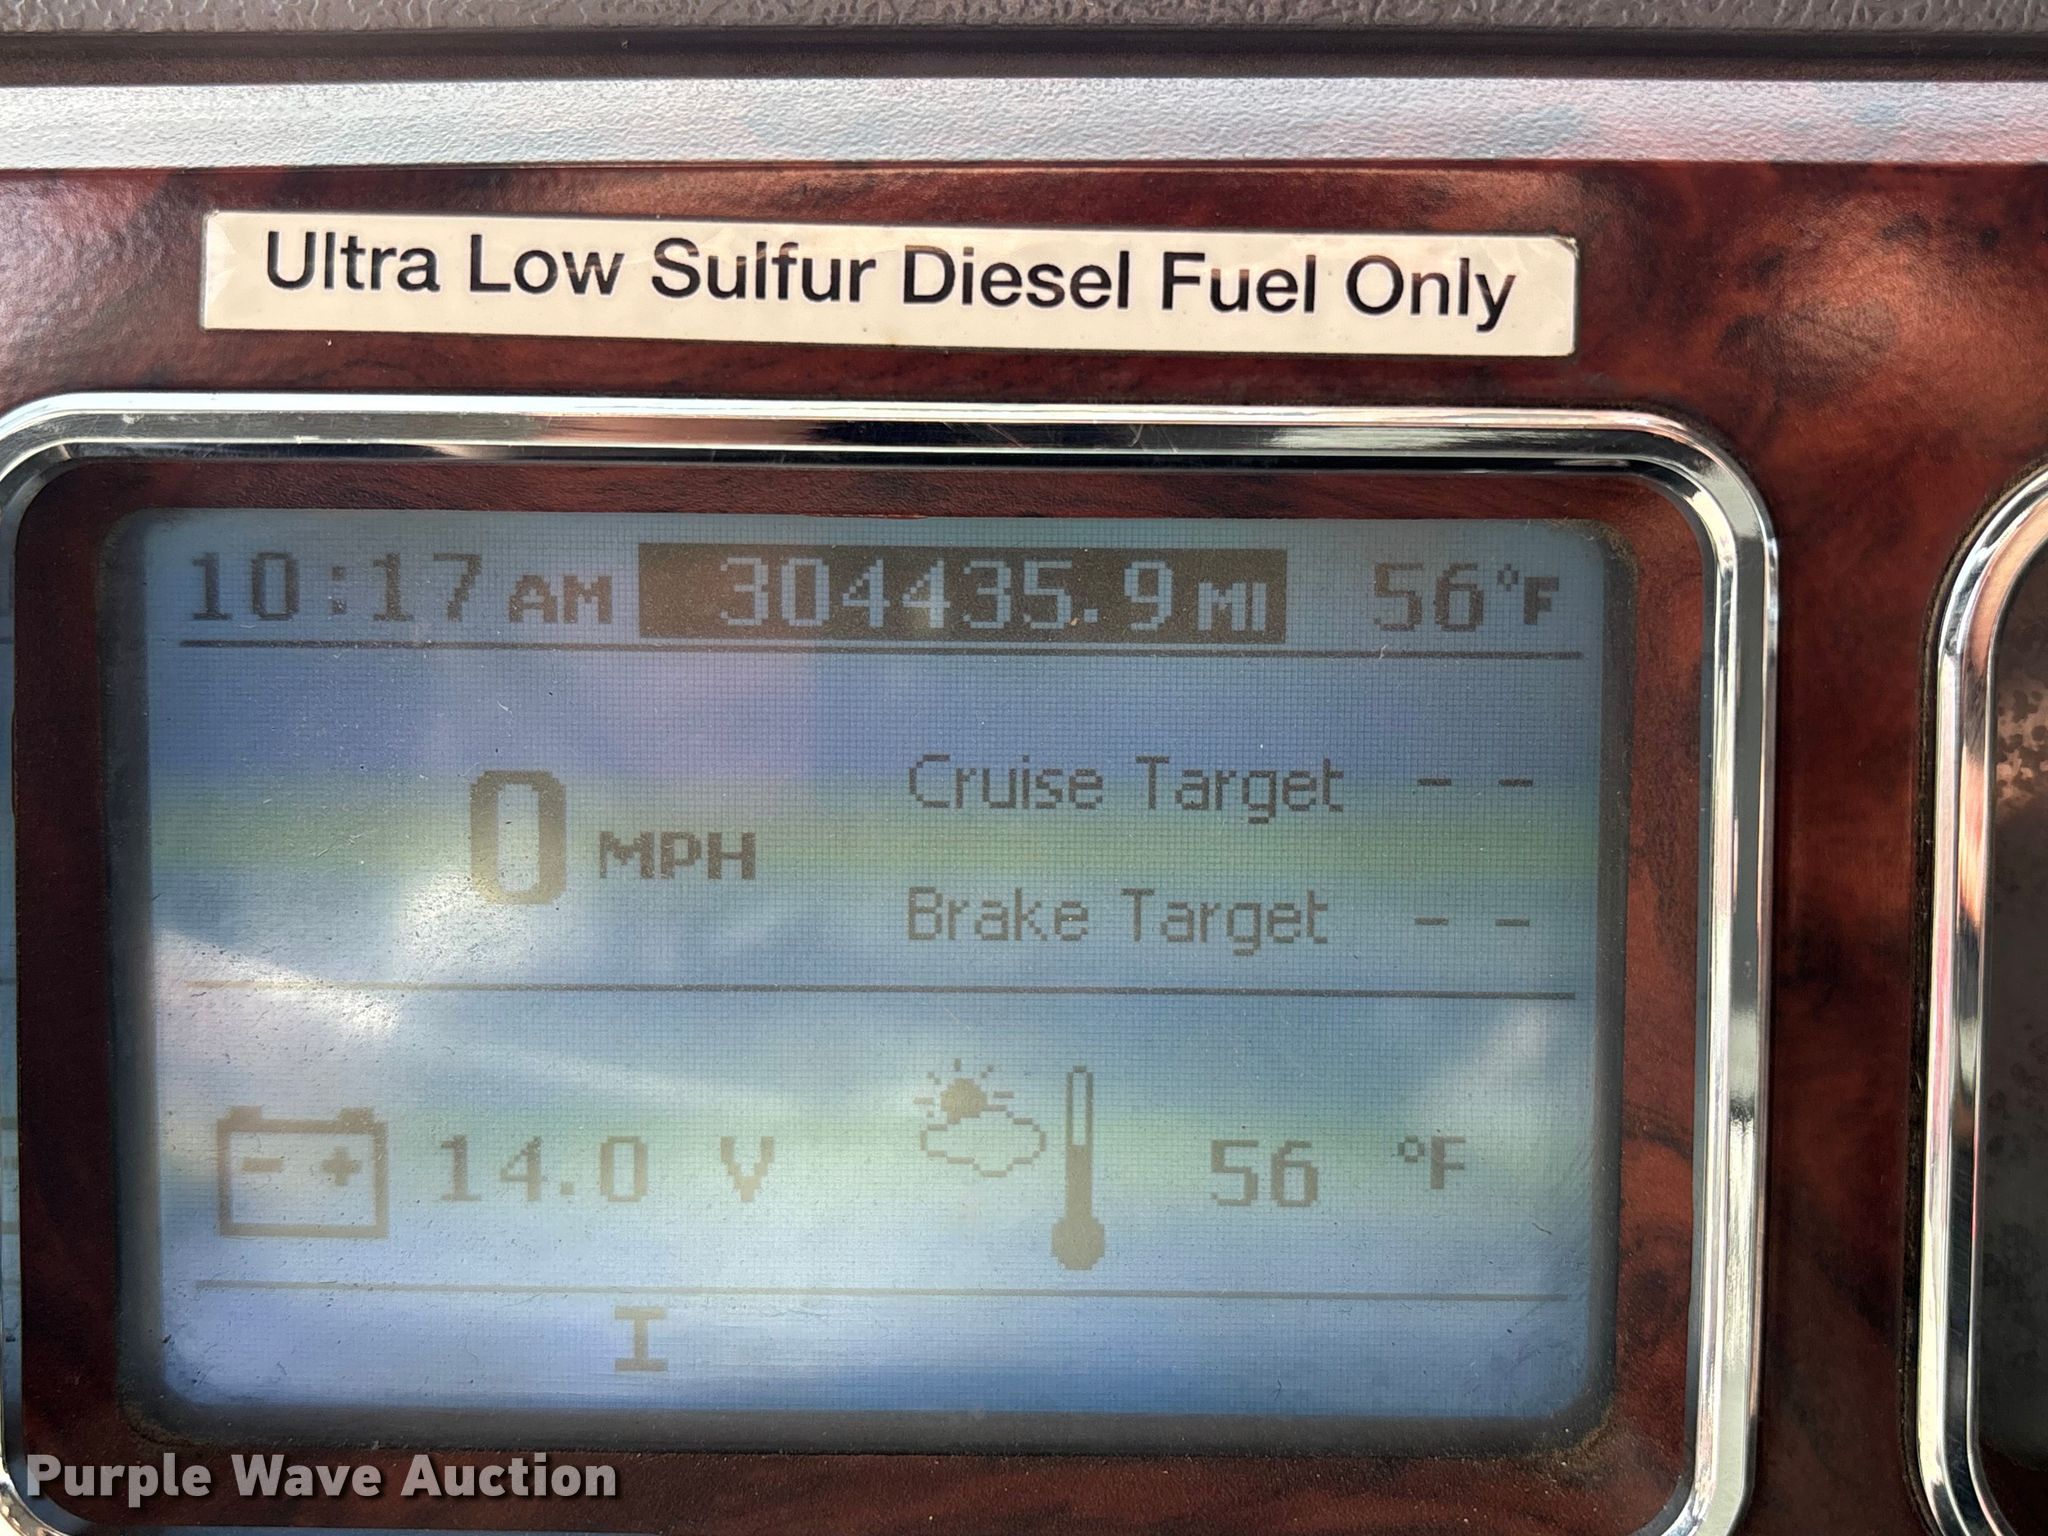 Ultra Low Sulfur Diesel Fuel Only
10:17 AM 304435.9 MI 56°F
0 MPH
Cruise Target - -
Brake Target - -
- + 14.0 V 56 °F
I
Purple Wave Auction